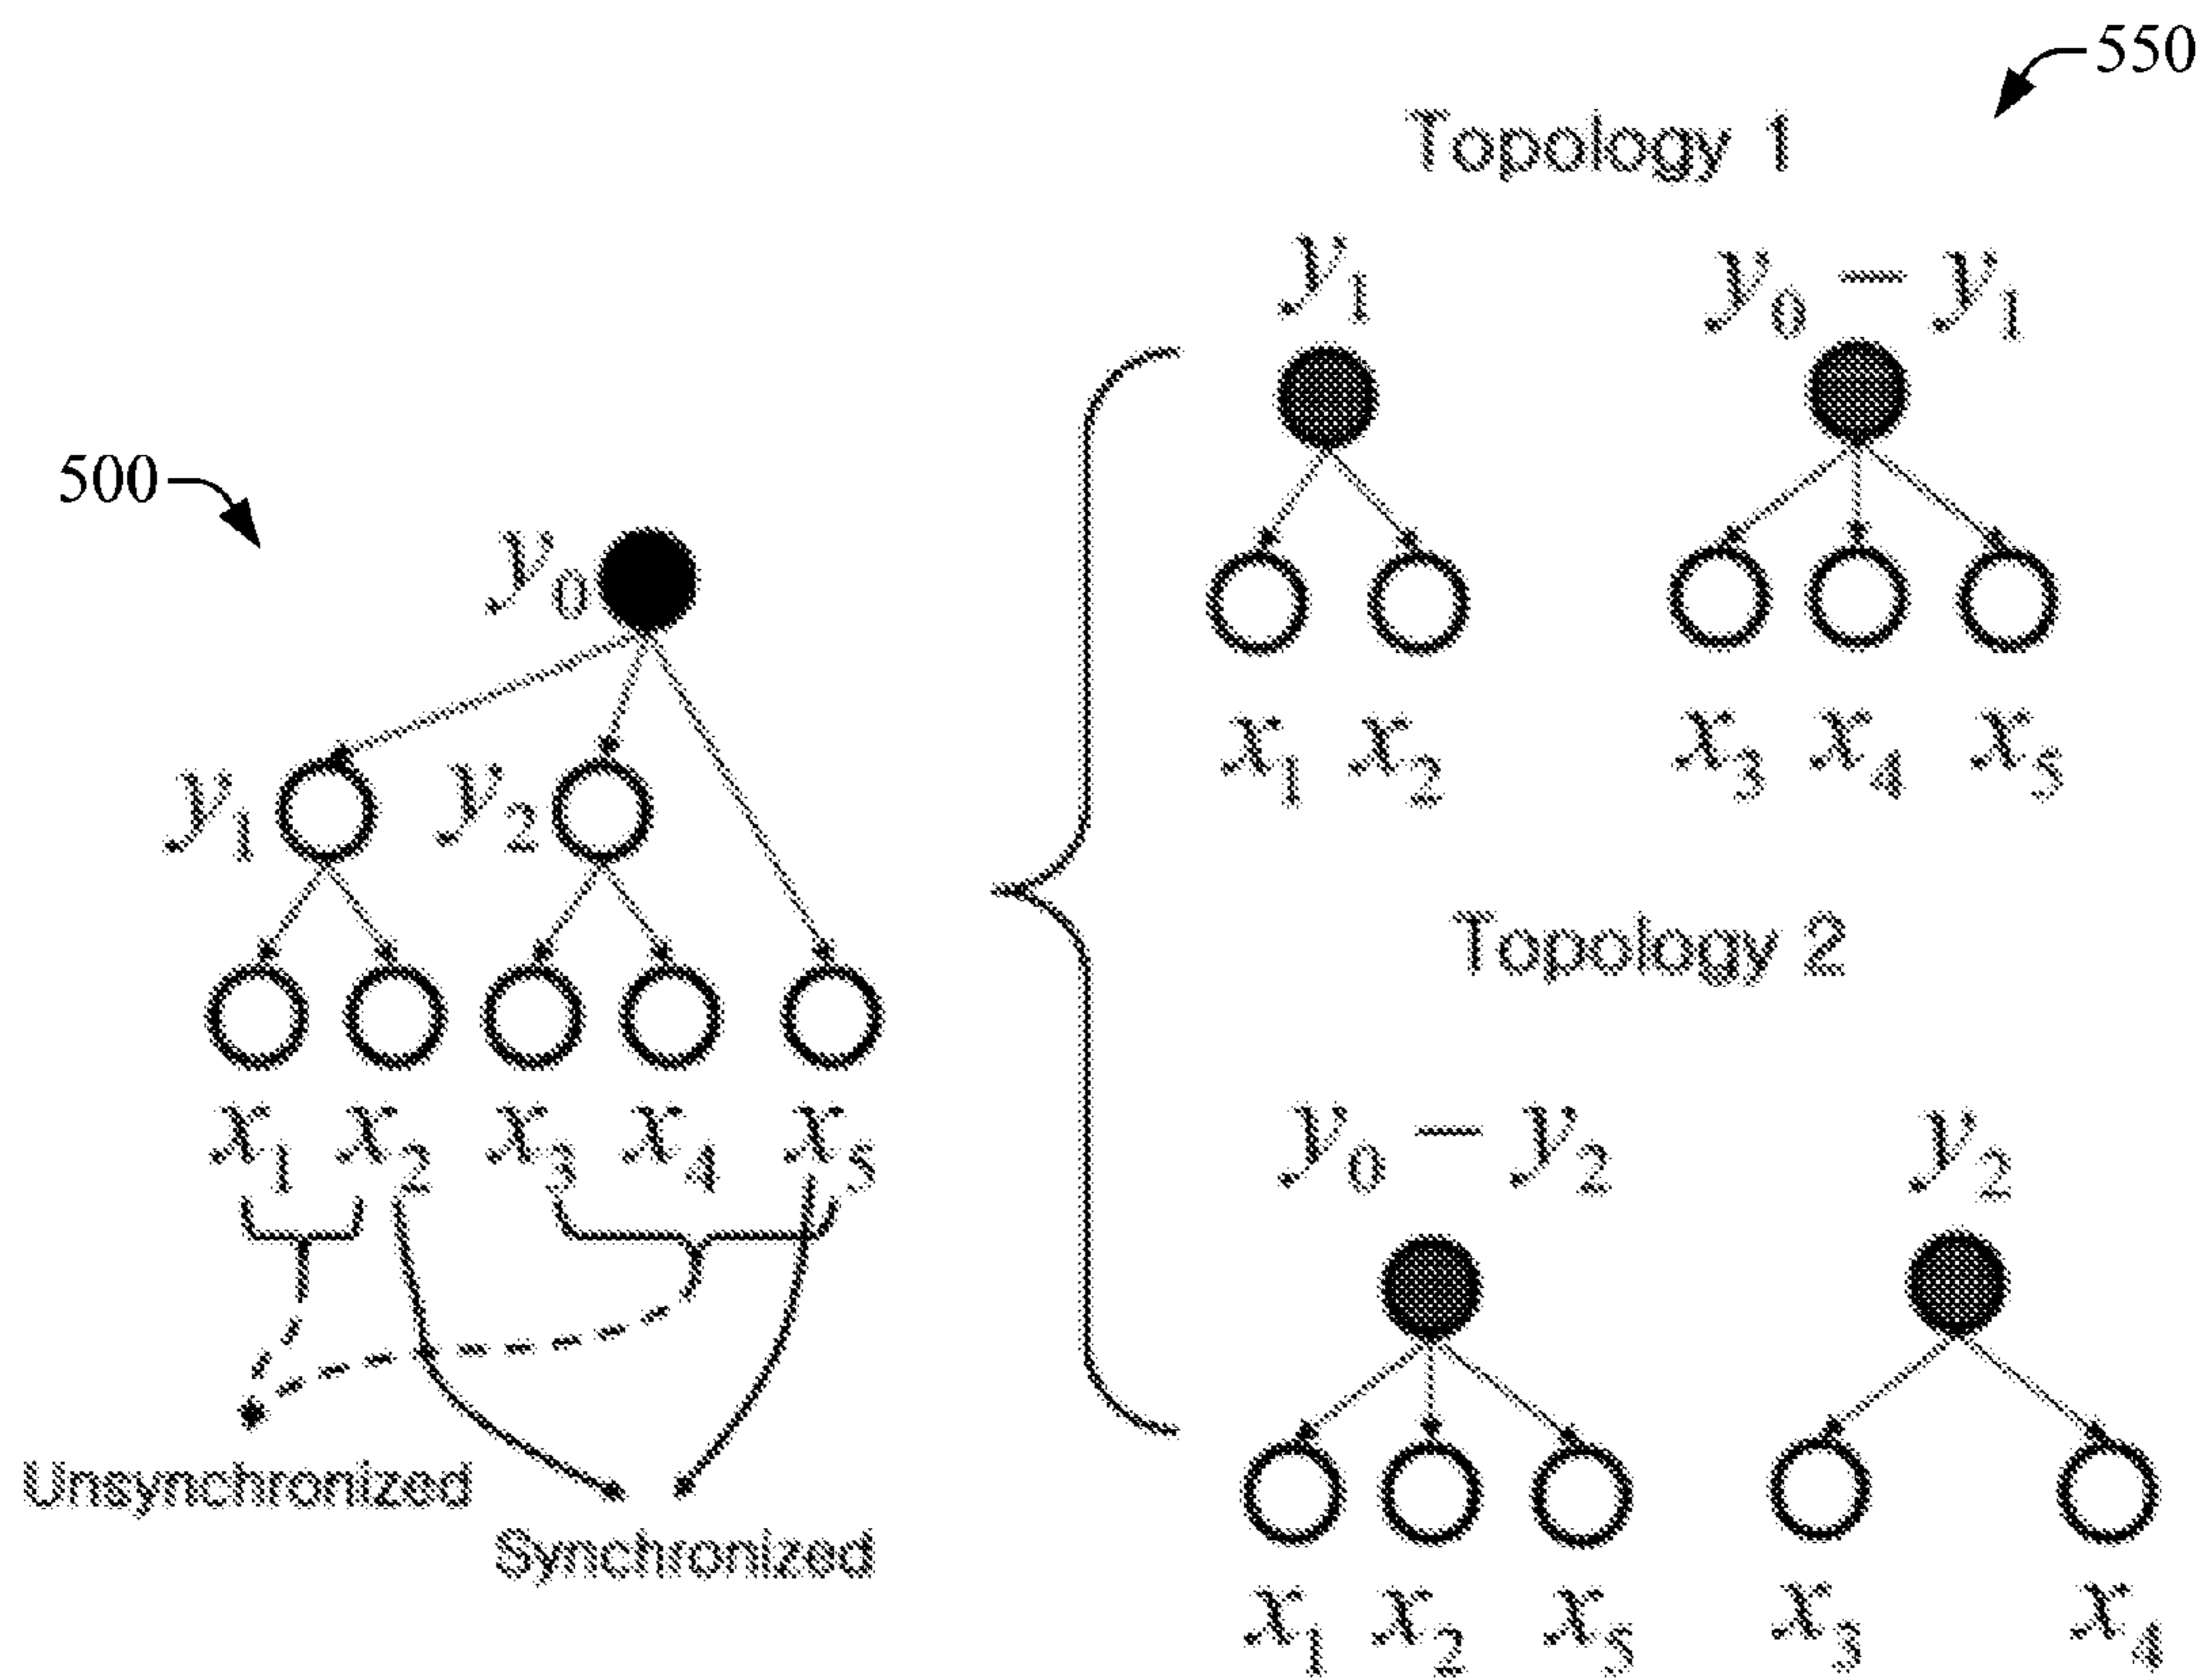 550
Topology 1
y₁ y₀ − y₁
500
y₀
x₁ x₂ x₃ x₄ x₅
y₁ y₂
Topology 2
x₁ x₂ x₃ x₄ x₅
y₀ − y₂ y₂
Unsynchronized
Synchronized
x₁ x₂ x₅ x₃ x₄